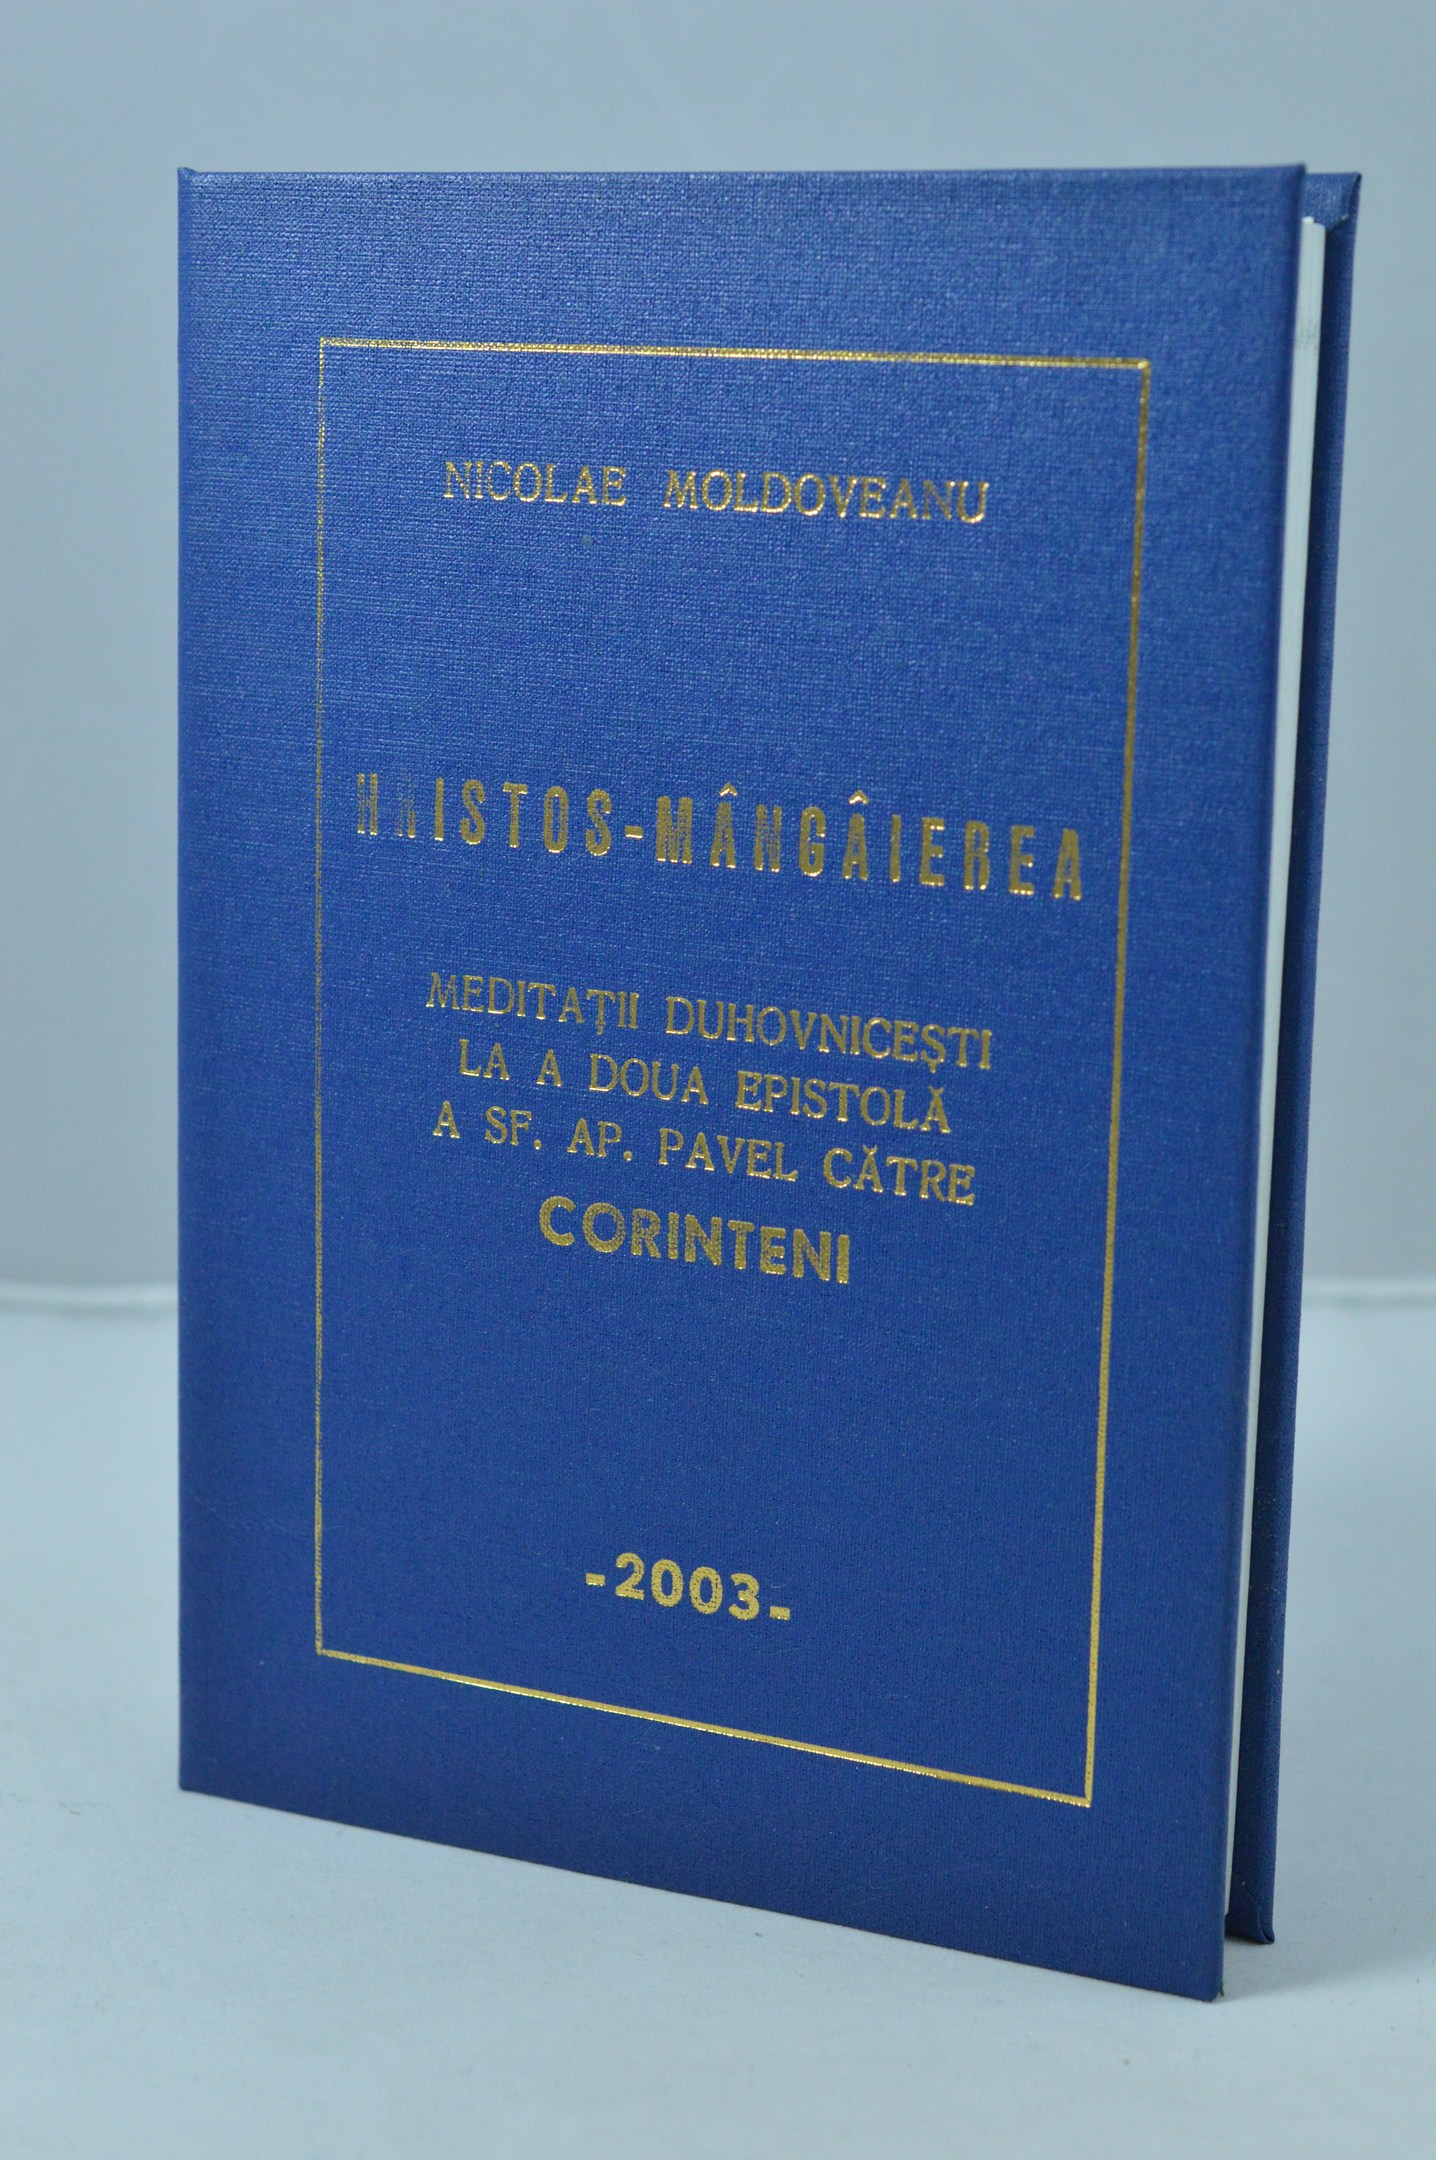 NICOLAE MOLDOVEANU
HRISTOS-MÂNGÂIEREA
MEDITAȚII DUHOVNICEȘTI
LA A DOUA EPISTOLĂ
A SF. AP. PAVEL CĂTRE
CORINTENI
-2003-